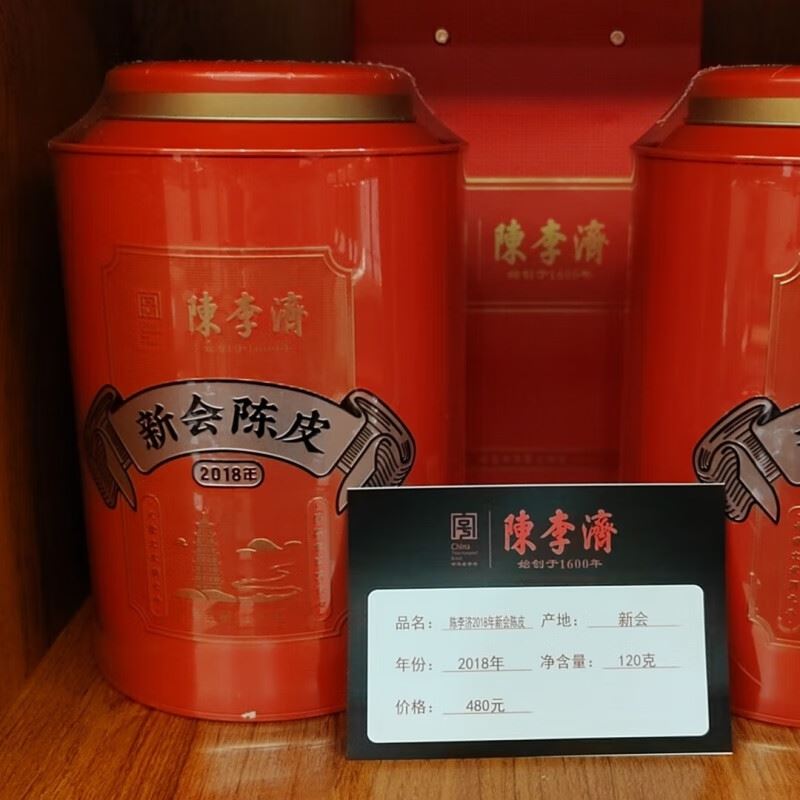 陳李濟
始创于1600年
陳李濟
新会陈皮
2018年
China
陳李濟
始创于1600年
品名: 陈李济2018年新会陈皮 产地: 新会
年份: 2018年 净含量: 120克
价格: 480元